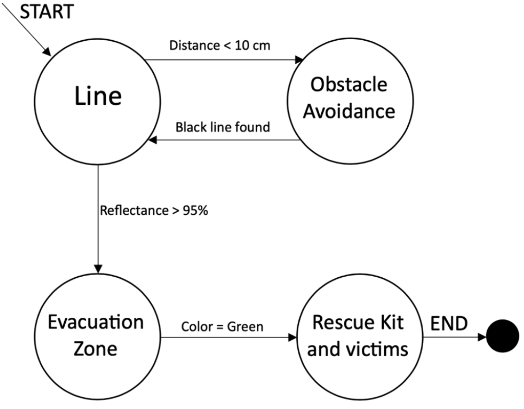 START
Distance < 10 cm
Line
Obstacle
Avoidance
Black line found
Reflectance > 95%
Evacuation
Zone
Color = Green
Rescue Kit
and victims
END